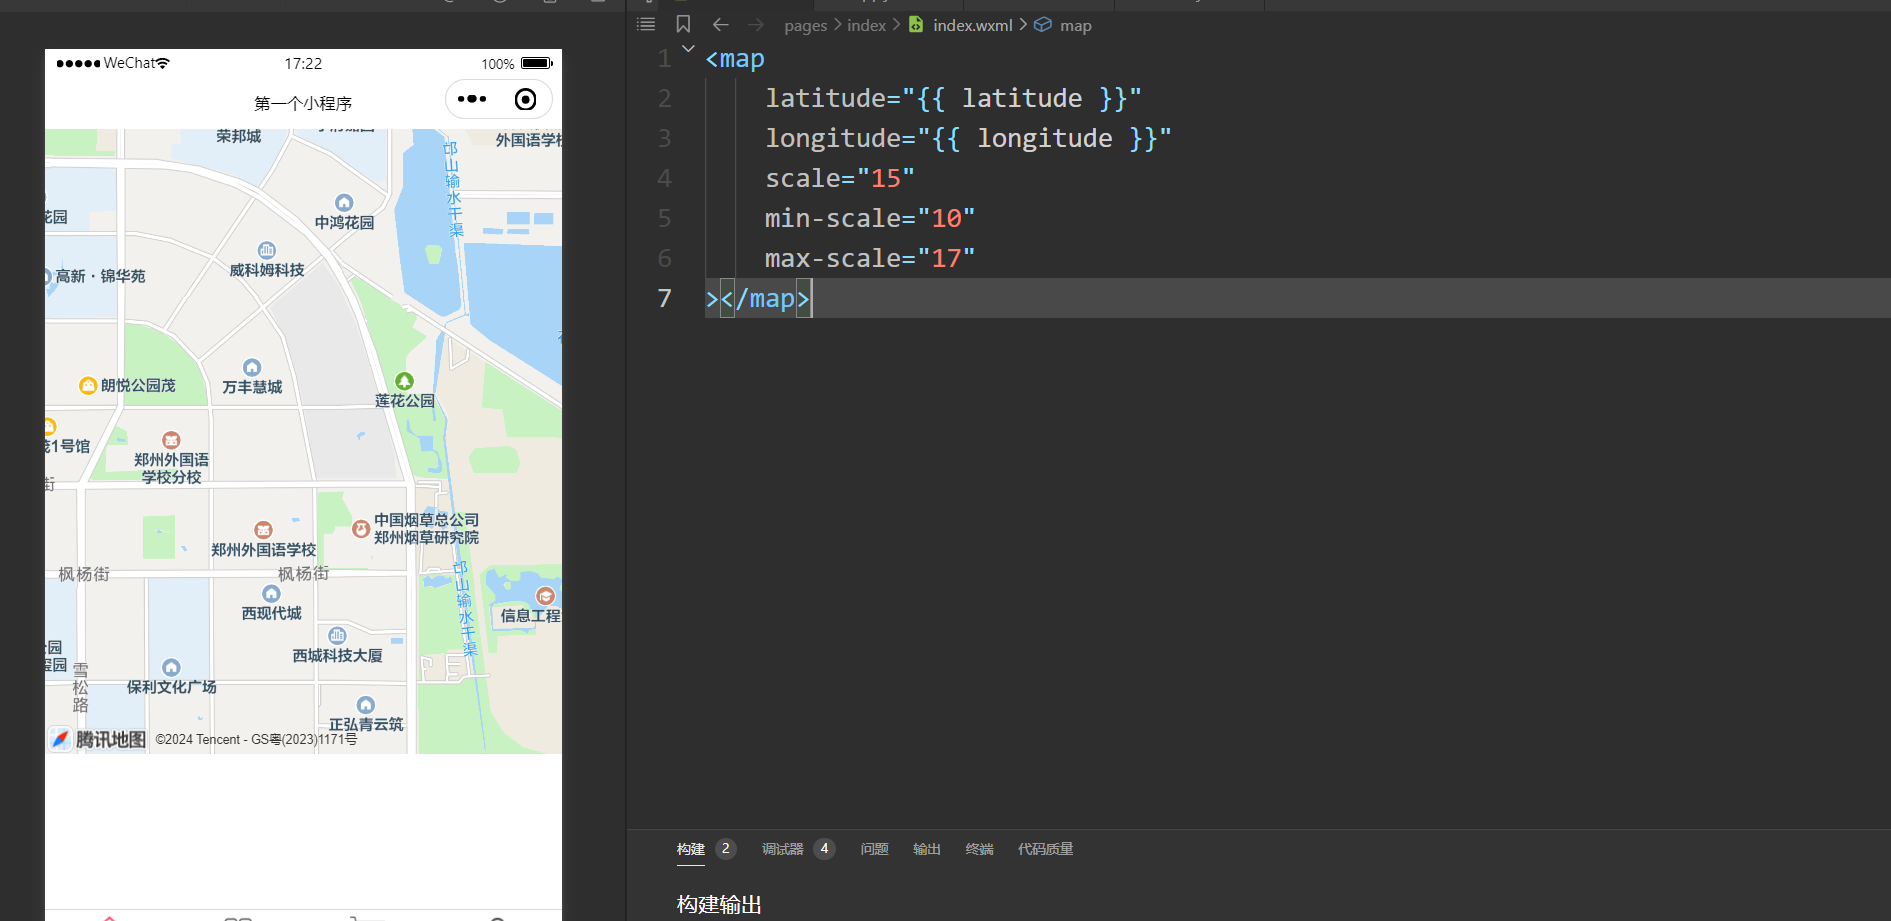 WeChat
17:22
100%
第一个小程序
荣邦城
外国语学校
邙山输水干渠
花园
中鸿花园
威科姆科技
高新·锦华苑
朗悦公园茂
万丰慧城
莲花公园
茂1号馆
郑州外国语
学校分校
街
中国烟草总公司
郑州烟草研究院
郑州外国语学校
枫杨街
枫杨街
邙山输水干渠
西现代城
信息工程
西城科技大厦
公园
玺园
雪松路
保利文化广场
正弘青云筑
腾讯地图 ©2024 Tencent - GS粤(2023)1171号
pages > index > index.wxml > map
1 <map
2 latitude="{{ latitude }}"
3 longitude="{{ longitude }}"
4 scale="15"
5 min-scale="10"
6 max-scale="17"
7 ></map>
构建 2 调试器 4 问题 输出 终端 代码质量
构建输出